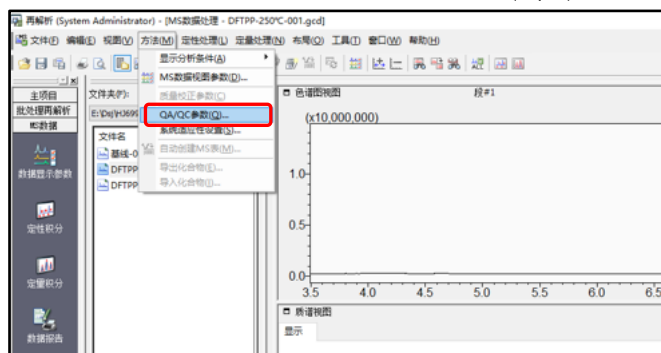 再解析 (System Administrator) - [MS数据处理 - DFTPP-250℃-001.gcd]
文件(F) 编辑(E) 视图(V) 方法(M) 定性处理(L) 定量处理(N) 布局(O) 工具(T) 窗口(W) 帮助(H)
显示分析条件(A)
MS数据视图参数(D)...
质量校正参数(C)
QA/QC参数(Q)...
系统适应性设置(S)...
自动创建MS表(M)...
导出化合物(E)...
导入化合物(I)...
主项目
批处理再解析
MS数据
数据显示参数
定性积分
定量积分
数据报告
文件夹(F):
文件名
基线-0
DFTPP
DFTPP
色谱图视图
段#1
(x10,000,000)
1.0
0.5
0.0
3.5 4.0 4.5 5.0 5.5 6.0 6.5
质谱视图
显示